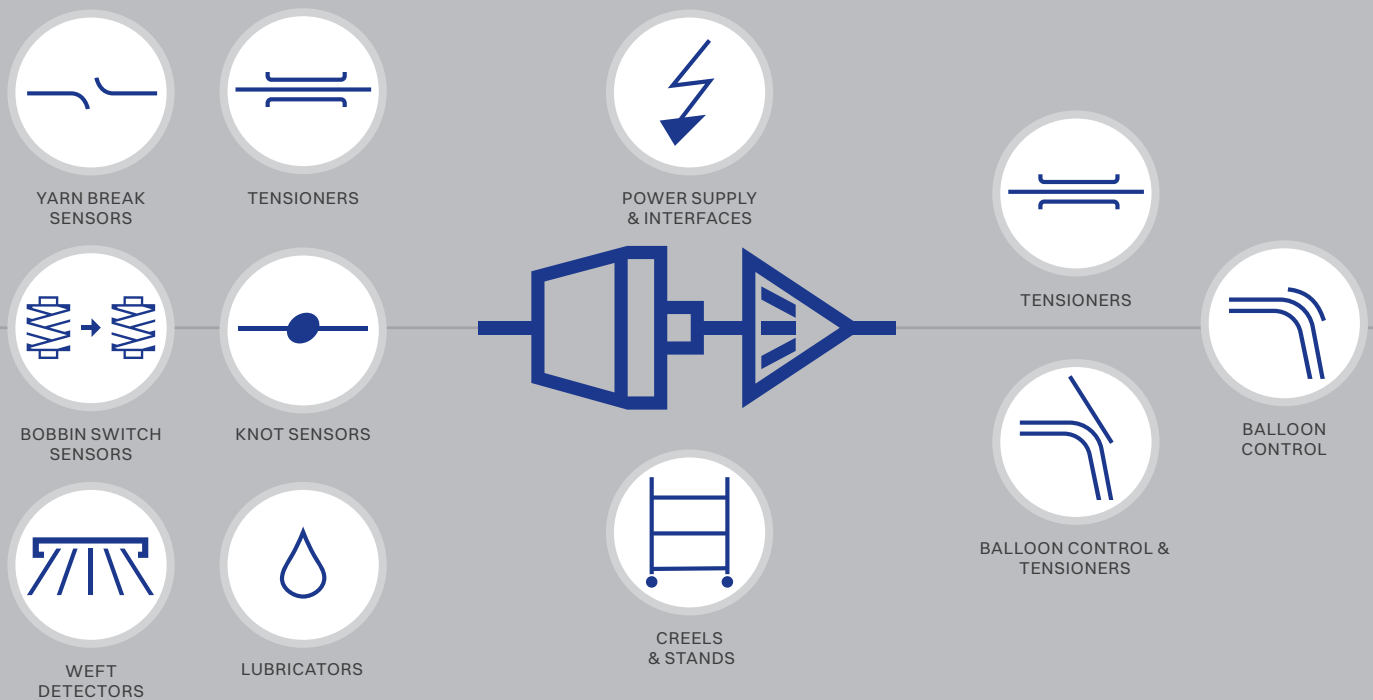 YARN BREAK
SENSORS
TENSIONERS
POWER SUPPLY
& INTERFACES
TENSIONERS
BOBBIN SWITCH
SENSORS
KNOT SENSORS
BALLOON
CONTROL
BALLOON CONTROL &
TENSIONERS
WEFT
DETECTORS
LUBRICATORS
CREELS
& STANDS